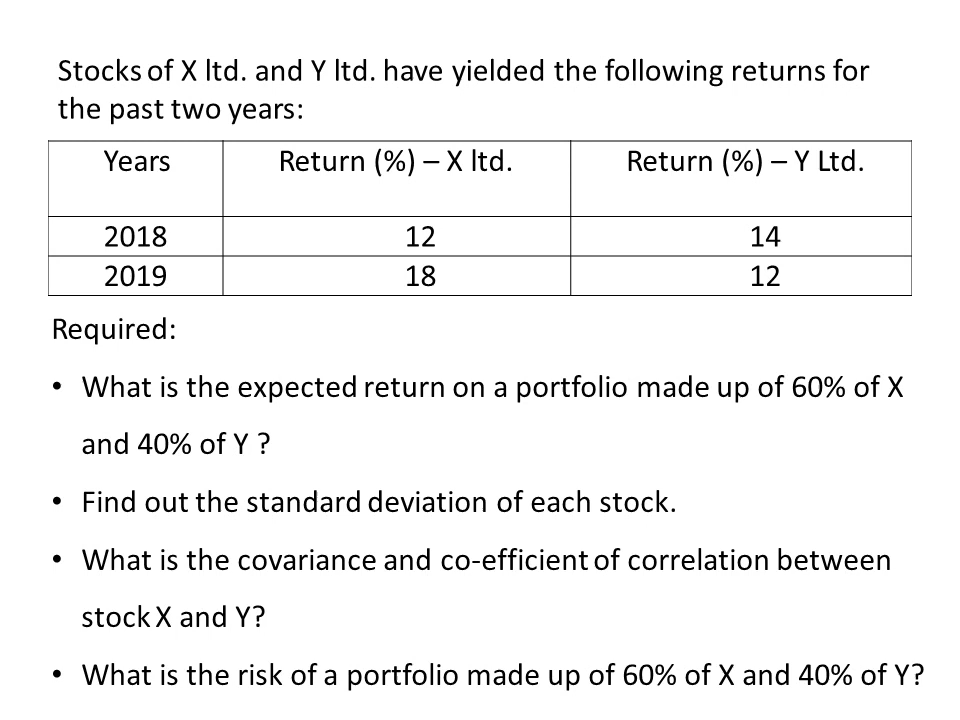 Stocks of X ltd. and Y ltd. have yielded the following returns for
the past two years:
Years Return (%) – X ltd. Return (%) – Y Ltd.
2018 12 14
2019 18 12
Required:
• What is the expected return on a portfolio made up of 60% of X
and 40% of Y ?
• Find out the standard deviation of each stock.
• What is the covariance and co-efficient of correlation between
stock X and Y?
• What is the risk of a portfolio made up of 60% of X and 40% of Y?